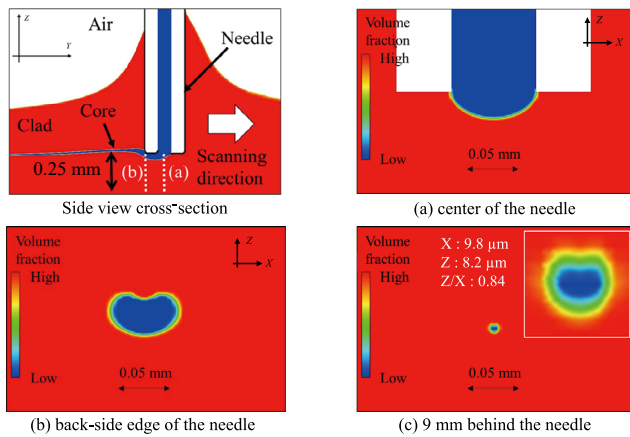 Z
Y
Air
Needle
Core
Clad
0.25 mm
(b)
(a)
Scanning
direction
Side view cross-section
Volume
fraction
High
Low
Z
X
0.05 mm
(a) center of the needle
Volume
fraction
High
Low
Z
X
0.05 mm
(b) back-side edge of the needle
Volume
fraction
High
Low
X : 9.8 µm
Z : 8.2 µm
Z/X : 0.84
0.05 mm
(c) 9 mm behind the needle